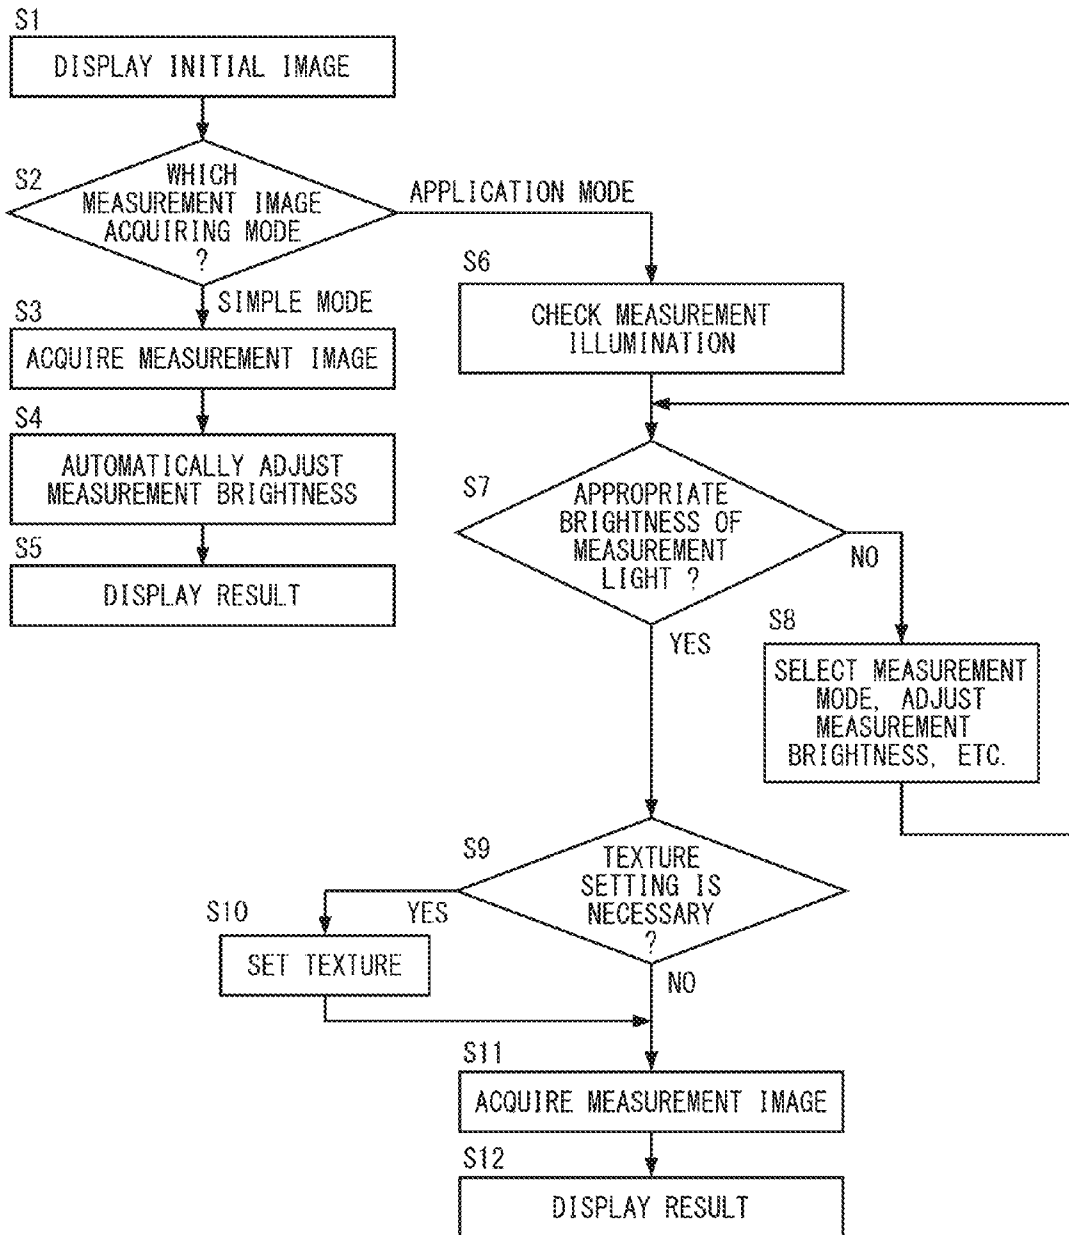 S1
DISPLAY INITIAL IMAGE
S2
WHICH
MEASUREMENT IMAGE
ACQUIRING MODE
?
APPLICATION MODE
SIMPLE MODE
S3
ACQUIRE MEASUREMENT IMAGE
S4
AUTOMATICALLY ADJUST
MEASUREMENT BRIGHTNESS
S5
DISPLAY RESULT
S6
CHECK MEASUREMENT
ILLUMINATION
S7
APPROPRIATE
BRIGHTNESS OF
MEASUREMENT
LIGHT ?
NO
YES
S8
SELECT MEASUREMENT
MODE, ADJUST
MEASUREMENT
BRIGHTNESS, ETC.
S9
TEXTURE
SETTING IS
NECESSARY
?
YES
NO
S10
SET TEXTURE
S11
ACQUIRE MEASUREMENT IMAGE
S12
DISPLAY RESULT